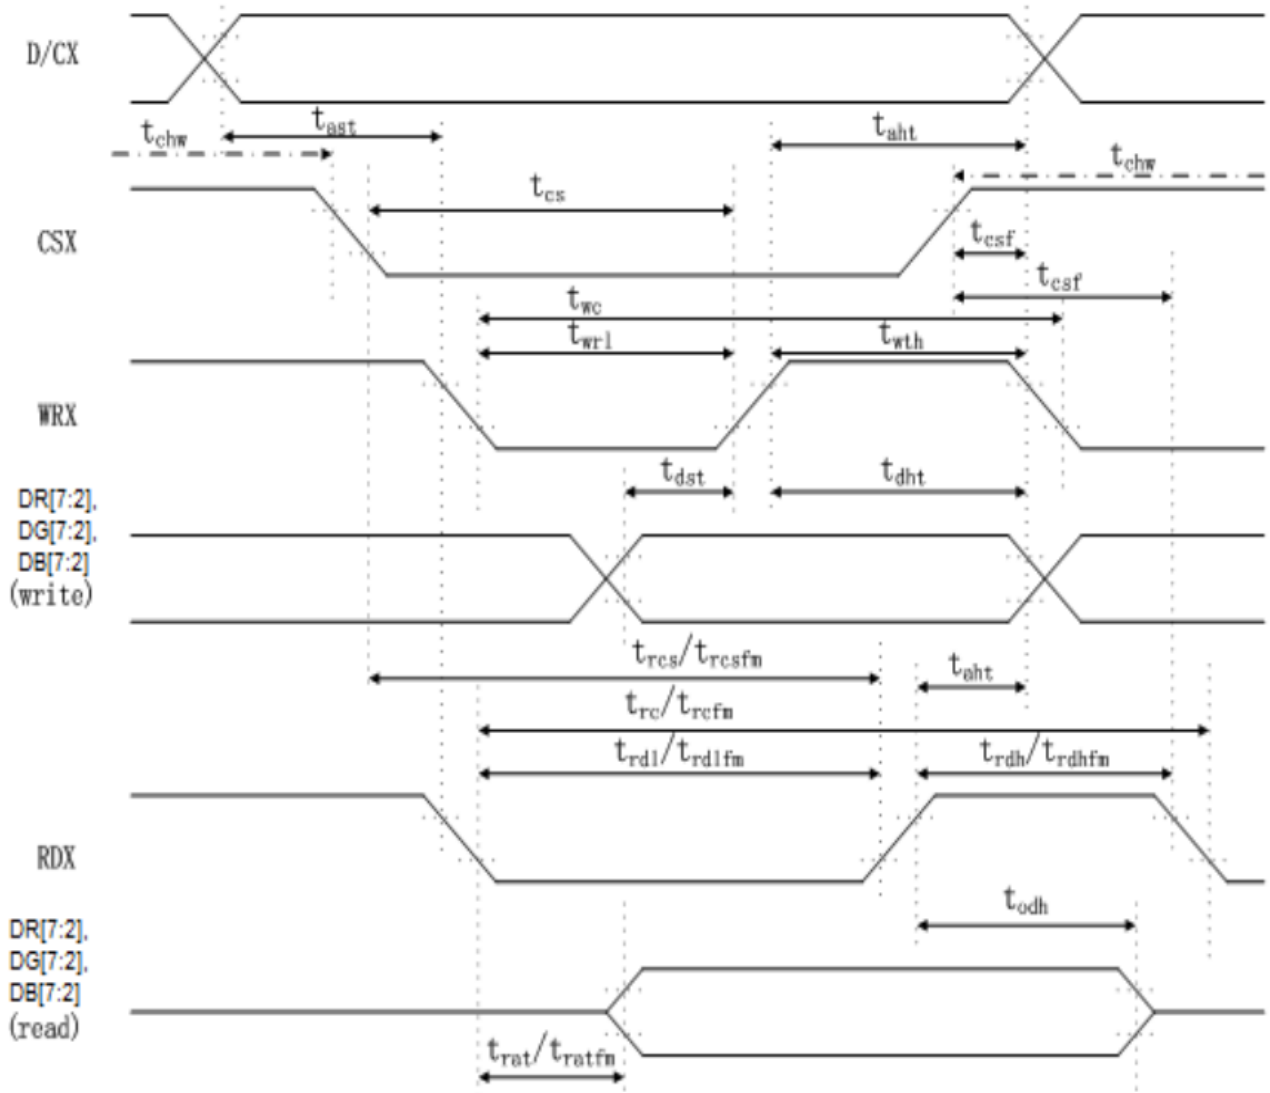 D/CX
tast
taht
tchw
tchw
tcs
CSX
tcsf
tcsf
twc
twrl
twth
WRX
tdst
tdht
DR[7:2],
DG[7:2],
DB[7:2]
(write)
trcs/trcsfm
taht
trc/trcfm
trdl/trdlfm
trdh/trdhfm
RDX
todh
DR[7:2],
DG[7:2],
DB[7:2]
(read)
trat/tratfm